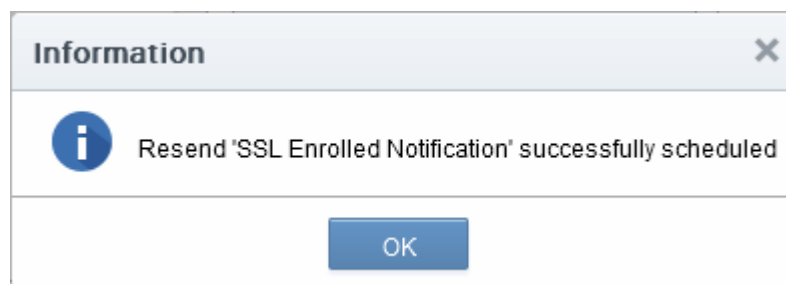 Information
Resend 'SSL Enrolled Notification' successfully scheduled
OK